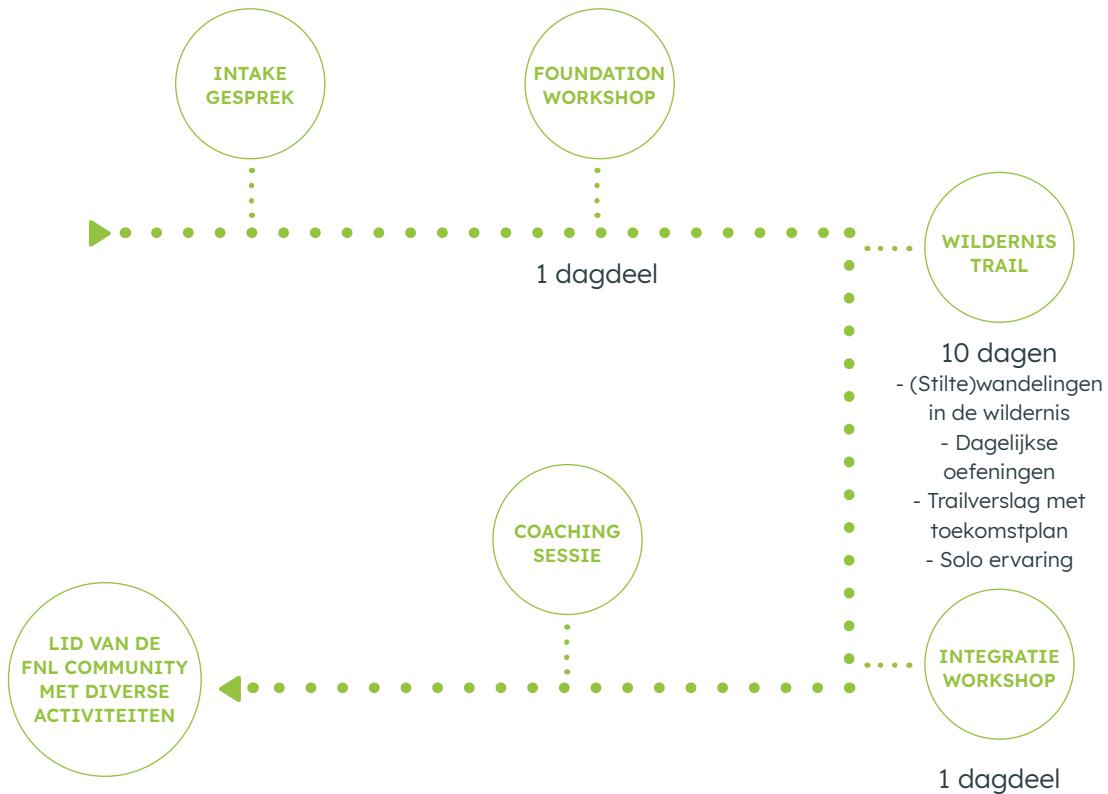 INTAKE
GESPREK
FOUNDATION
WORKSHOP
1 dagdeel
WILDERNIS
TRAIL
10 dagen
- (Stilte)wandelingen
in de wildernis
- Dagelijkse
oefeningen
- Trailverslag met
toekomstplan
- Solo ervaring
INTEGRATIE
WORKSHOP
1 dagdeel
COACHING
SESSIE
LID VAN DE
FNL COMMUNITY
MET DIVERSE
ACTIVITEITEN